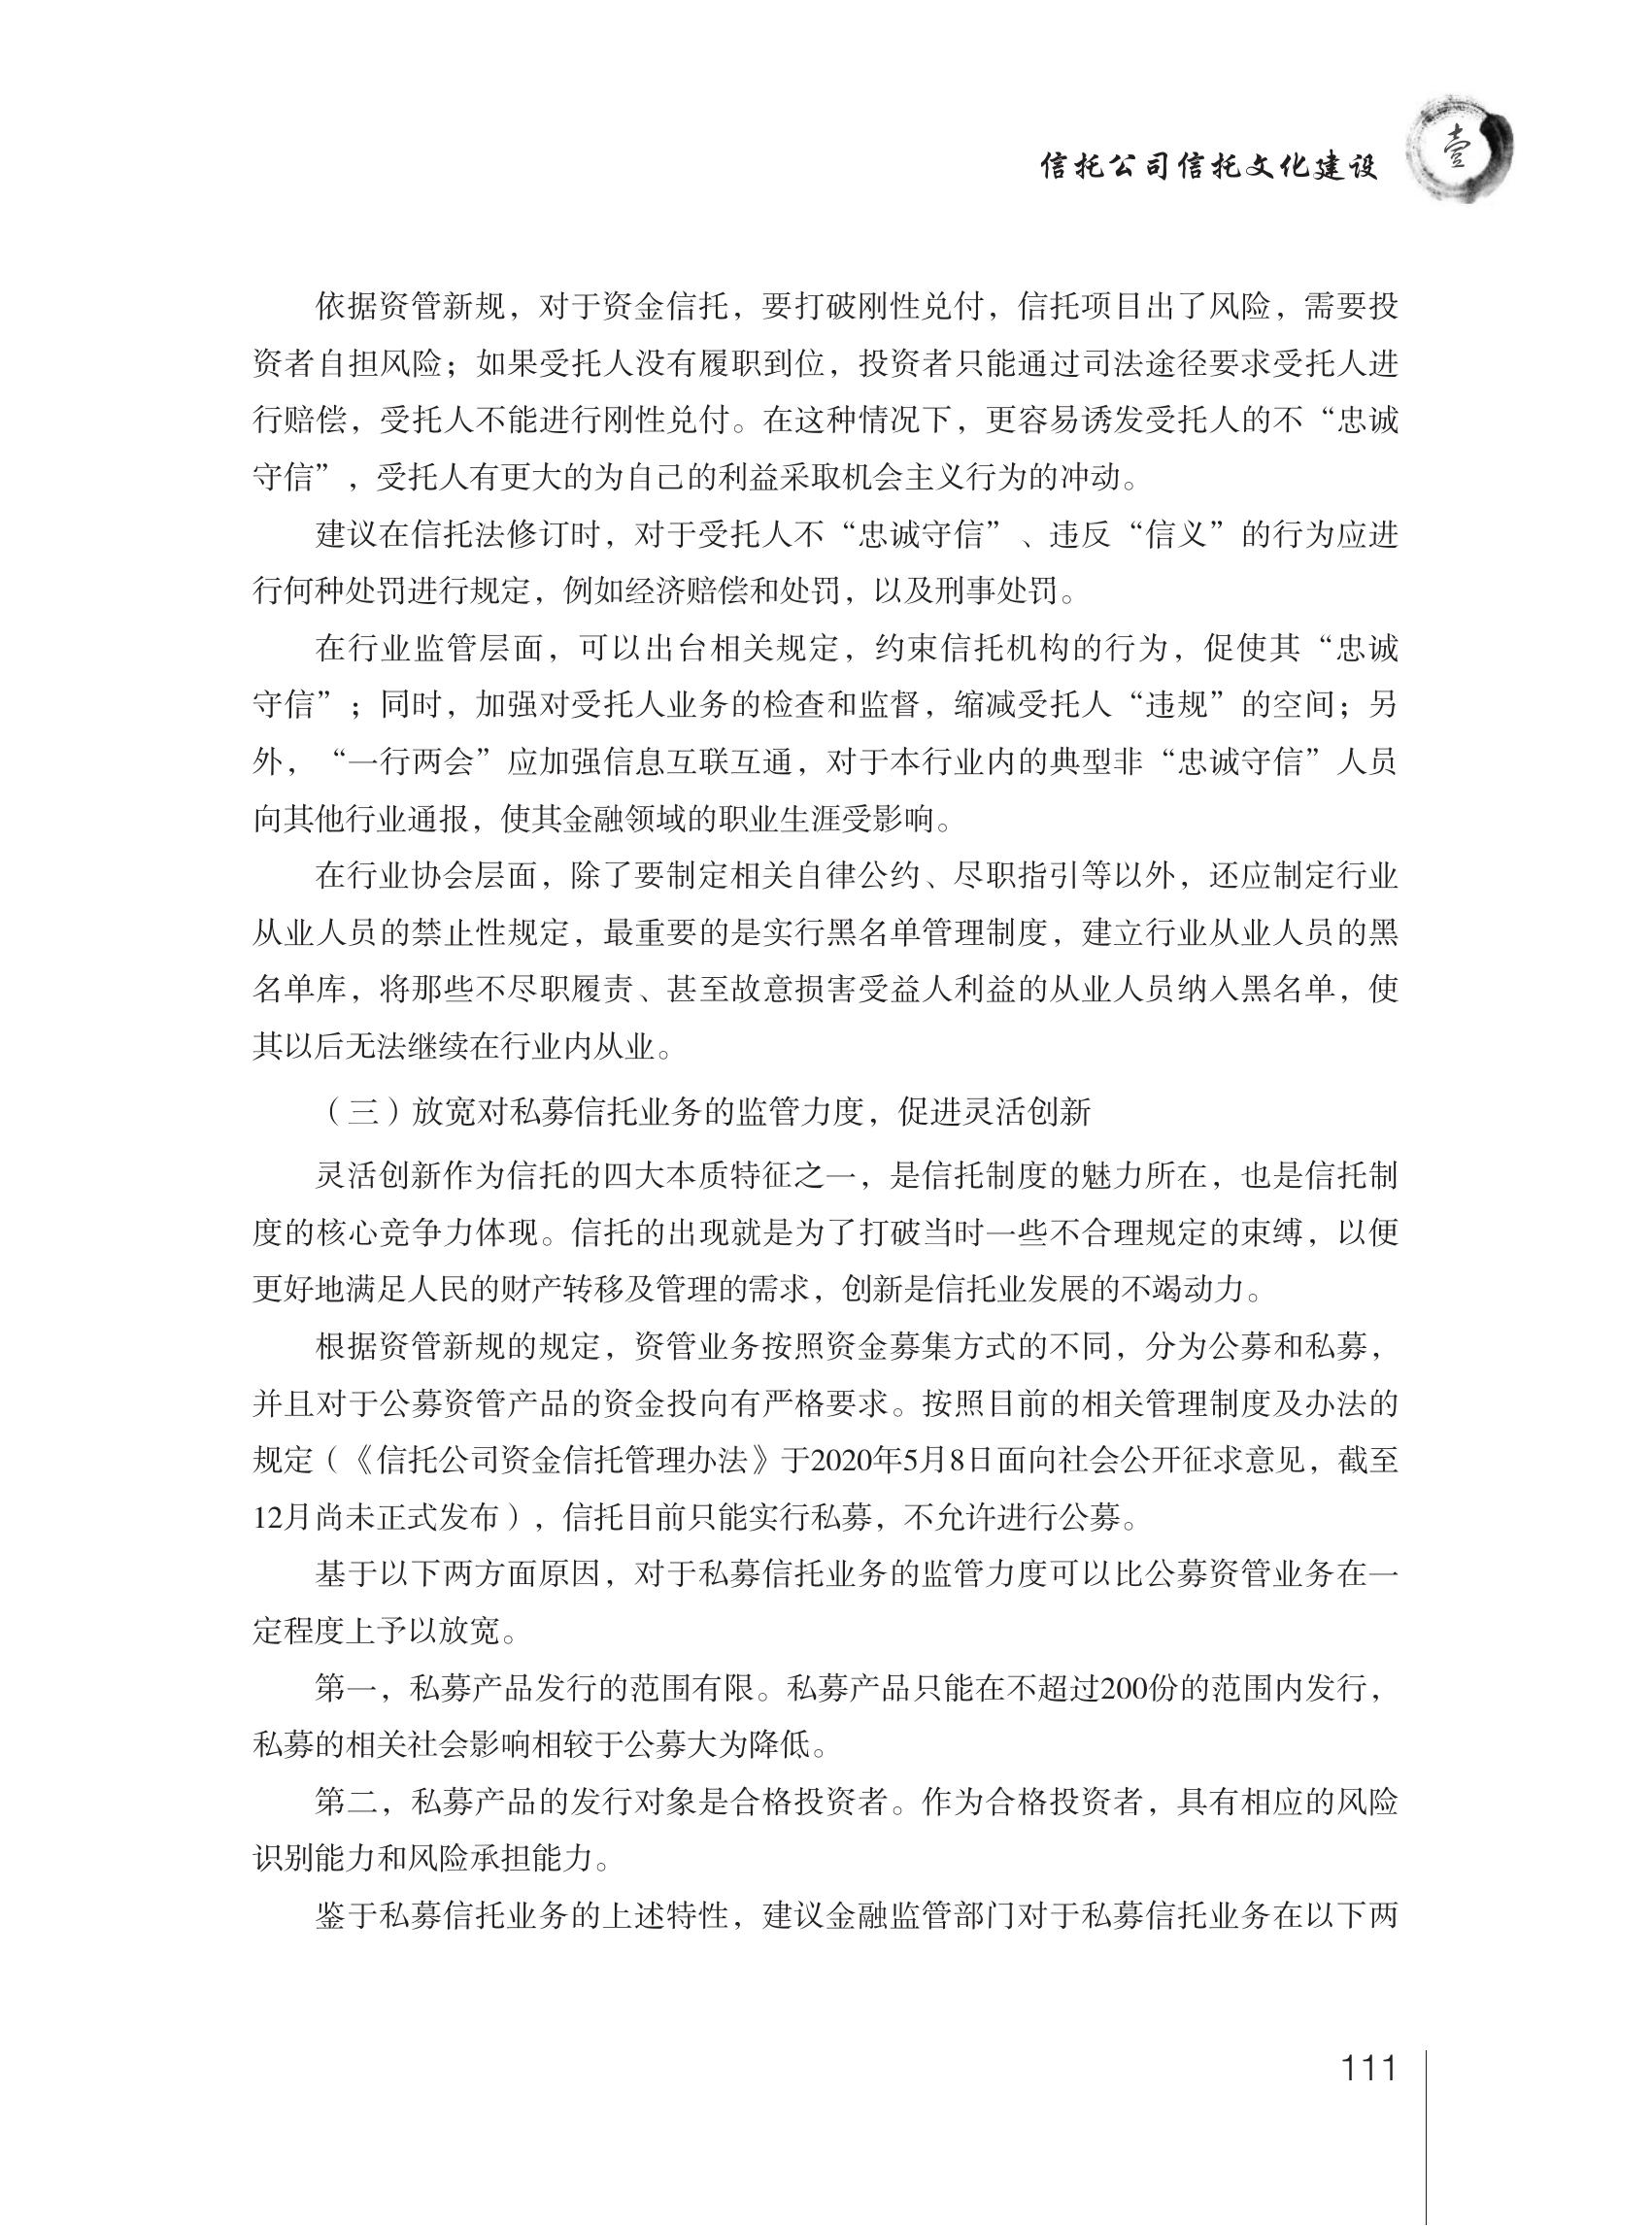 信托公司信托文化建设
壹
依据资管新规，对于资金信托，要打破刚性兑付，信托项目出了风险，需要投
资者自担风险；如果受托人没有履职到位，投资者只能通过司法途径要求受托人进
行赔偿，受托人不能进行刚性兑付。在这种情况下，更容易诱发受托人的不“忠诚
守信”，受托人有更大的为自己的利益采取机会主义行为的冲动。
建议在信托法修订时，对于受托人不“忠诚守信”、违反“信义”的行为应进
行何种处罚进行规定，例如经济赔偿和处罚，以及刑事处罚。
在行业监管层面，可以出台相关规定，约束信托机构的行为，促使其“忠诚
守信”；同时，加强对受托人业务的检查和监督，缩减受托人“违规”的空间；另
外，“一行两会”应加强信息互联互通，对于本行业内的典型非“忠诚守信”人员
向其他行业通报，使其金融领域的职业生涯受影响。
在行业协会层面，除了要制定相关自律公约、尽职指引等以外，还应制定行业
从业人员的禁止性规定，最重要的是实行黑名单管理制度，建立行业从业人员的黑
名单库，将那些不尽职履责、甚至故意损害受益人利益的从业人员纳入黑名单，使
其以后无法继续在行业内从业。
（三）放宽对私募信托业务的监管力度，促进灵活创新
灵活创新作为信托的四大本质特征之一，是信托制度的魅力所在，也是信托制
度的核心竞争力体现。信托的出现就是为了打破当时一些不合理规定的束缚，以便
更好地满足人民的财产转移及管理的需求，创新是信托业发展的不竭动力。
根据资管新规的规定，资管业务按照资金募集方式的不同，分为公募和私募，
并且对于公募资管产品的资金投向有严格要求。按照目前的相关管理制度及办法的
规定（《信托公司资金信托管理办法》于2020年5月8日面向社会公开征求意见，截至
12月尚未正式发布），信托目前只能实行私募，不允许进行公募。
基于以下两方面原因，对于私募信托业务的监管力度可以比公募资管业务在一
定程度上予以放宽。
第一，私募产品发行的范围有限。私募产品只能在不超过200份的范围内发行，
私募的相关社会影响相较于公募大为降低。
第二，私募产品的发行对象是合格投资者。作为合格投资者，具有相应的风险
识别能力和风险承担能力。
鉴于私募信托业务的上述特性，建议金融监管部门对于私募信托业务在以下两
111